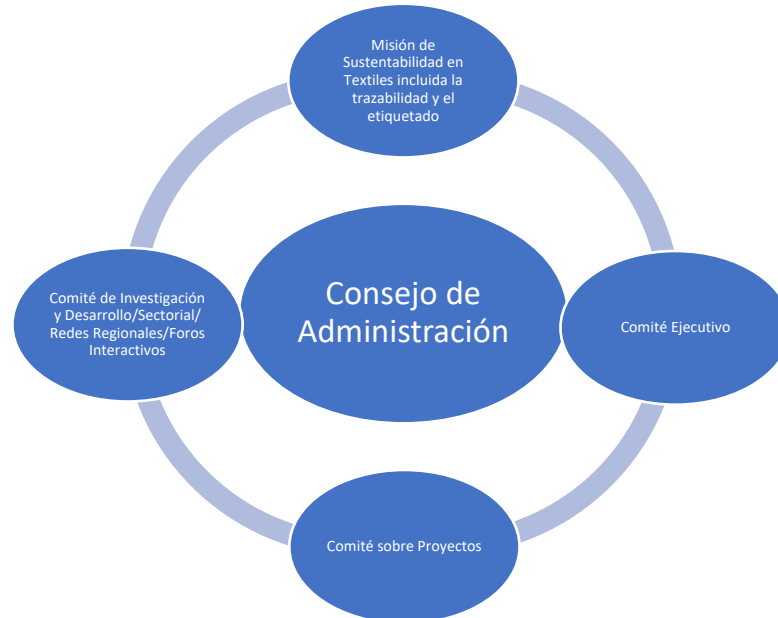 Misión de
Sustentabilidad en
Textiles incluida la
trazabilidad y el
etiquetado
Comité de Investigación
y Desarrollo/Sectorial/
Redes Regionales/Foros
Interactivos
Consejo de
Administración
Comité Ejecutivo
Comité sobre Proyectos